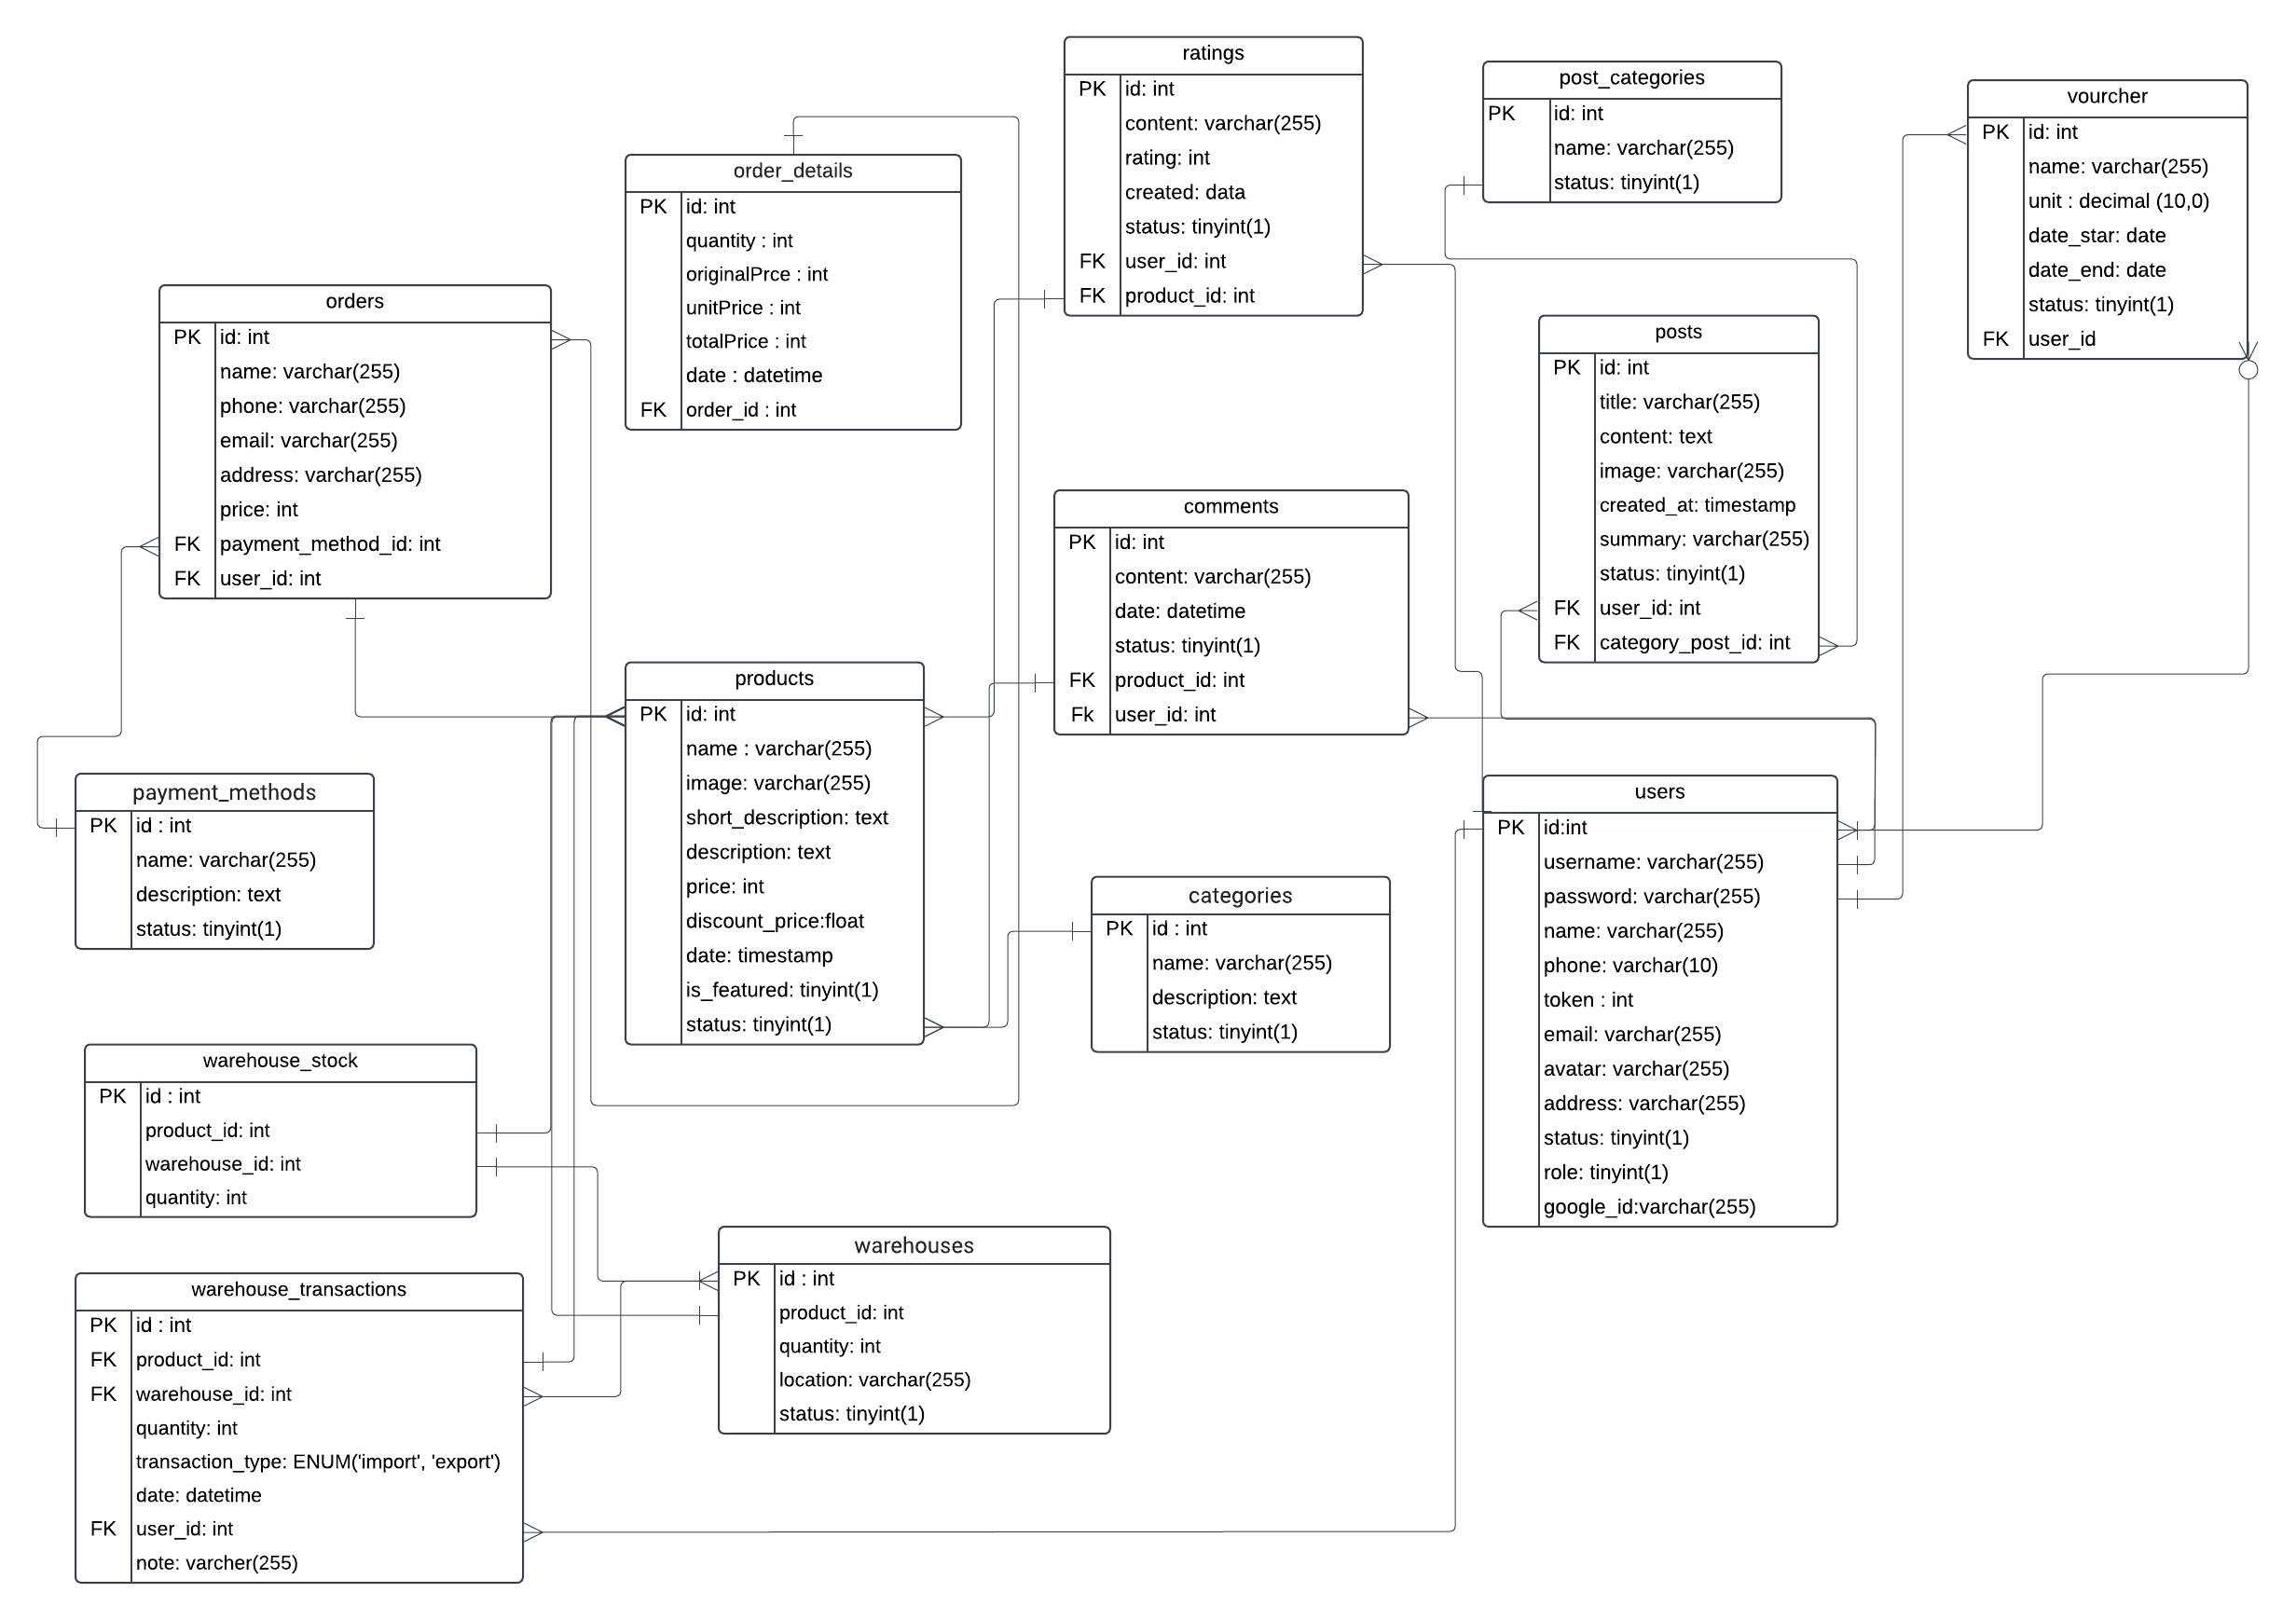 ratings
PK id: int
content: varchar(255)
rating: int
created: data
status: tinyint(1)
FK user_id: int
FK product_id: int
post_categories
PK id: int
name: varchar(255)
status: tinyint(1)
vourcher
PK id: int
name: varchar(255)
unit : decimal (10,0)
date_star: date
date_end: date
status: tinyint(1)
FK user_id
order_details
PK id: int
quantity : int
originalPrce : int
unitPrice : int
totalPrice : int
date : datetime
FK order_id : int
orders
PK id: int
name: varchar(255)
phone: varchar(255)
email: varchar(255)
address: varchar(255)
price: int
FK payment_method_id: int
FK user_id: int
posts
PK id: int
title: varchar(255)
content: text
image: varchar(255)
created_at: timestamp
summary: varchar(255)
status: tinyint(1)
FK user_id: int
FK category_post_id: int
comments
PK id: int
content: varchar(255)
date: datetime
status: tinyint(1)
FK product_id: int
Fk user_id: int
products
PK id: int
name : varchar(255)
image: varchar(255)
short_description: text
description: text
price: int
discount_price:float
date: timestamp
is_featured: tinyint(1)
status: tinyint(1)
payment_methods
PK id : int
name: varchar(255)
description: text
status: tinyint(1)
users
PK id:int
username: varchar(255)
password: varchar(255)
name: varchar(255)
phone: varchar(10)
token : int
email: varchar(255)
avatar: varchar(255)
address: varchar(255)
status: tinyint(1)
role: tinyint(1)
google_id:varchar(255)
categories
PK id : int
name: varchar(255)
description: text
status: tinyint(1)
warehouse_stock
PK id : int
product_id: int
warehouse_id: int
quantity: int
warehouses
PK id : int
product_id: int
quantity: int
location: varchar(255)
status: tinyint(1)
warehouse_transactions
PK id : int
FK product_id: int
FK warehouse_id: int
quantity: int
transaction_type: ENUM('import', 'export')
date: datetime
FK user_id: int
note: varcher(255)